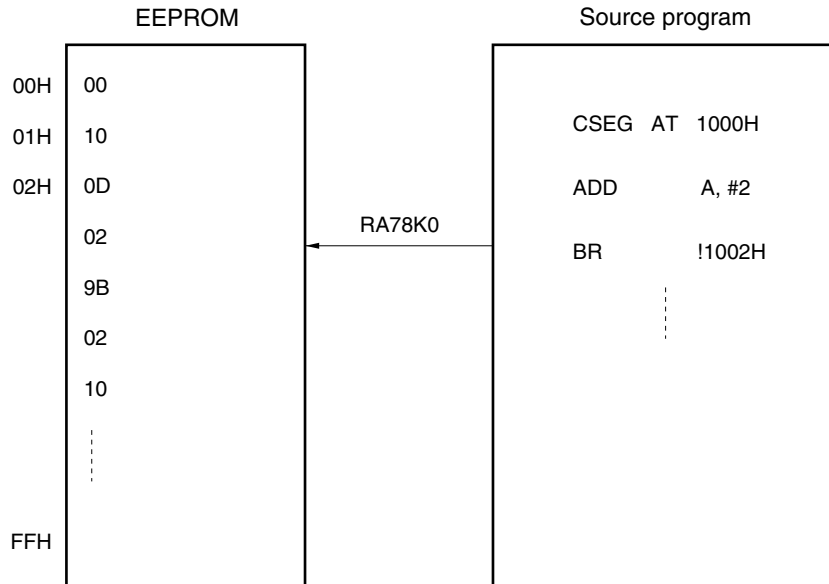 EEPROM
Source program
00H 00
01H 10
02H 0D
02
9B
02
10
FFH
RA78K0
CSEG AT 1000H
ADD A, #2
BR !1002H